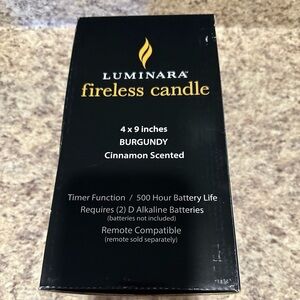 LUMINARA
fireless candle
4 x 9 inches
BURGUNDY
Cinnamon Scented
Timer Function / 500 Hour Battery Life
Requires (2) D Alkaline Batteries
(batteries not included)
Remote Compatible
(remote sold separately)